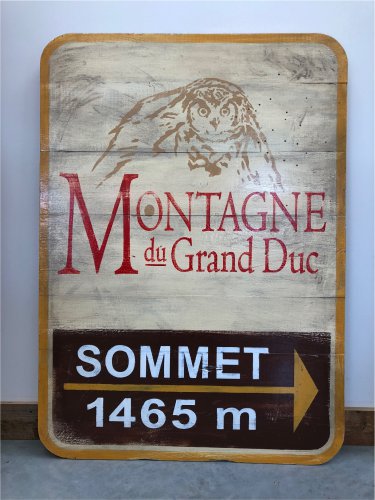 MONTAGNE
du Grand Duc
SOMMET
1465 m